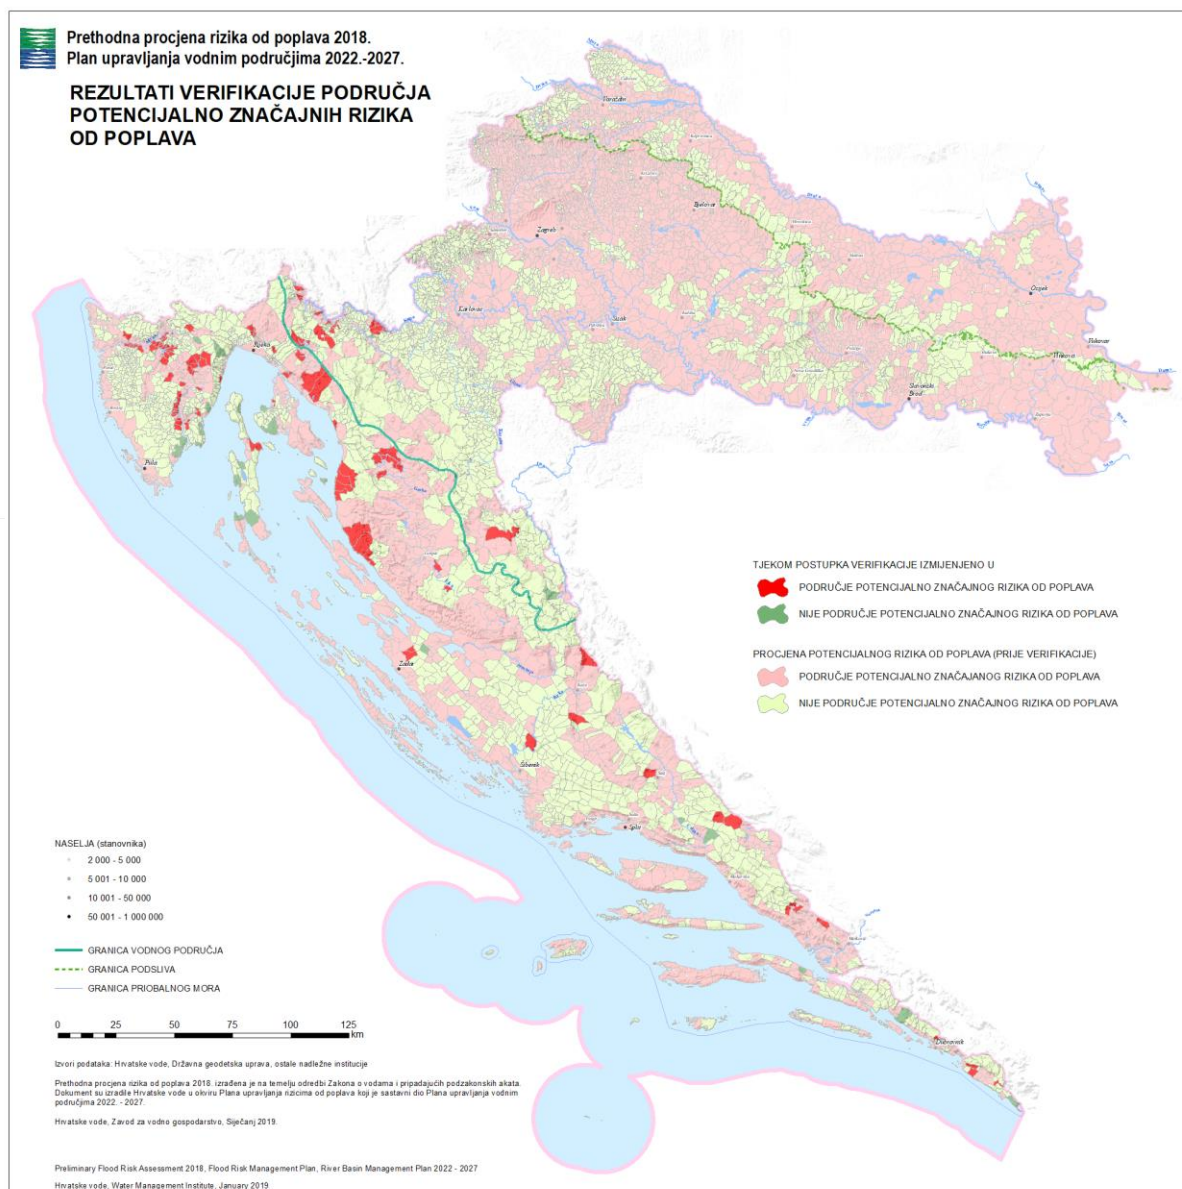 Prethodna procjena rizika od poplava 2018.
Plan upravljanja vodnim područjima 2022.-2027.
REZULTATI VERIFIKACIJE PODRUČJA
POTENCIJALNO ZNAČAJNIH RIZIKA
OD POPLAVA
Varaždin
Bjelovar
Zagreb
Osijek
Karlovac
Sisak
Vukovar
Vinkovci
Rijeka
Slavonski
Brod
Pula
Zadar
Šibenik
Split
Dubrovnik
TJEKOM POSTUPKA VERIFIKACIJE IZMIJENJENO U
PODRUČJE POTENCIJALNO ZNAČAJNOG RIZIKA OD POPLAVA
NIJE PODRUČJE POTENCIJALNO ZNAČAJNOG RIZIKA OD POPLAVA
PROCJENA POTENCIJALNOG RIZIKA OD POPLAVA (PRIJE VERIFIKACIJE)
PODRUČJE POTENCIJALNO ZNAČAJANOG RIZIKA OD POPLAVA
NIJE PODRUČJE POTENCIJALNO ZNAČAJNOG RIZIKA OD POPLAVA
NASELJA (stanovnika)
2 000 - 5 000
5 001 - 10 000
10 001 - 50 000
50 001 - 1 000 000
GRANICA VODNOG PODRUČJA
GRANICA PODSLIVA
GRANICA PRIOBALNOG MORA
0 25 50 75 100 125
km
Izvori podataka: Hrvatske vode, Državna geodetska uprava, ostale nadležne institucije
Prethodna procjena rizika od poplava 2018. izrađena je na temelju odredbi Zakona o vodama i pripadajućih podzakonskih akata.
Dokument su izradile Hrvatske vode u okviru Plana upravljanja rizicima od poplava koji je sastavni dio Plana upravljanja vodnim
područjima 2022. - 2027.
Hrvatske vode, Zavod za vodno gospodarstvo, Siječanj 2019.
Preliminary Flood Risk Assessment 2018, Flood Risk Management Plan, River Basin Management Plan 2022 - 2027
Hrvatske vode, Water Management Institute, January 2019